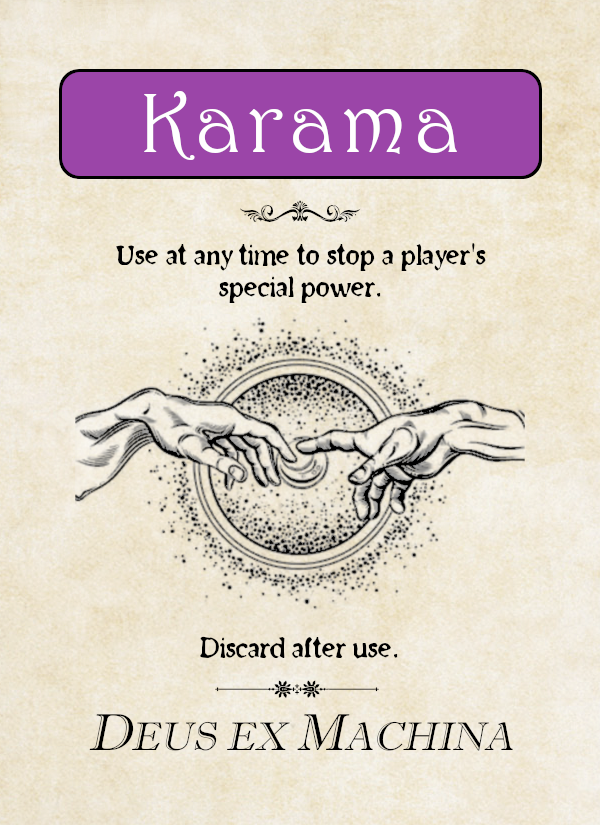 Karama
Use at any time to stop a player's
special power.
Discard after use.
DEUS EX MACHINA